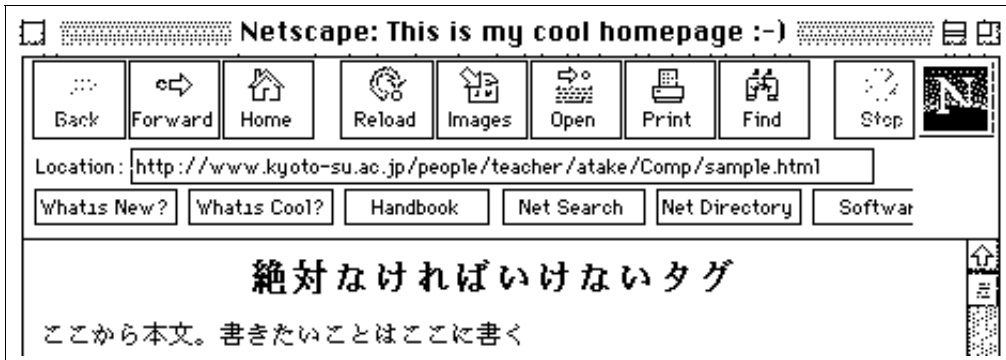 Netscape: This is my cool homepage :-)
Back Forward Home Reload Images Open Print Find Stop N
Location: http://www.kyoto-su.ac.jp/people/teacher/atake/Comp/sample.html
What's New? What's Cool? Handbook Net Search Net Directory Softwar
絶対なければいけないタグ
ここから本文。書きたいことはここに書く